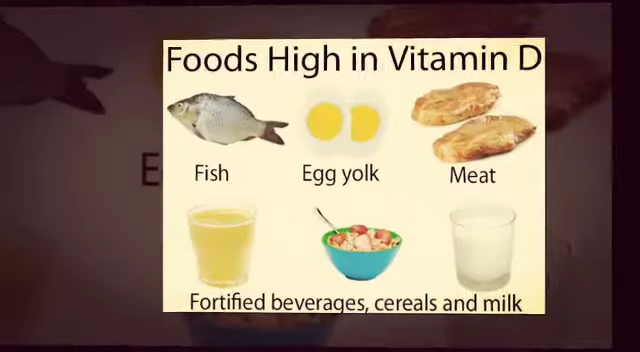 Foods High in Vitamin D
Fish
Egg yolk
Meat
Fortified beverages, cereals and milk
E